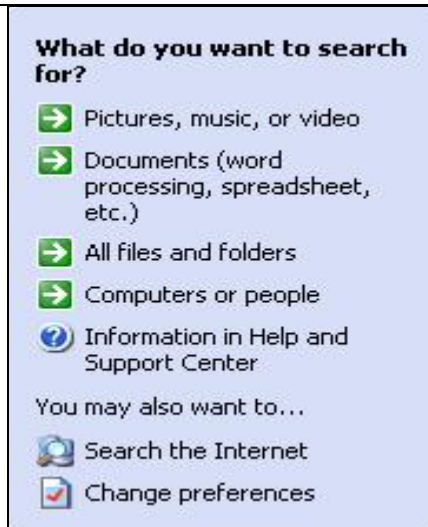 What do you want to search
for?
Pictures, music, or video
Documents (word
processing, spreadsheet,
etc.)
All files and folders
Computers or people
Information in Help and
Support Center
You may also want to...
Search the Internet
Change preferences